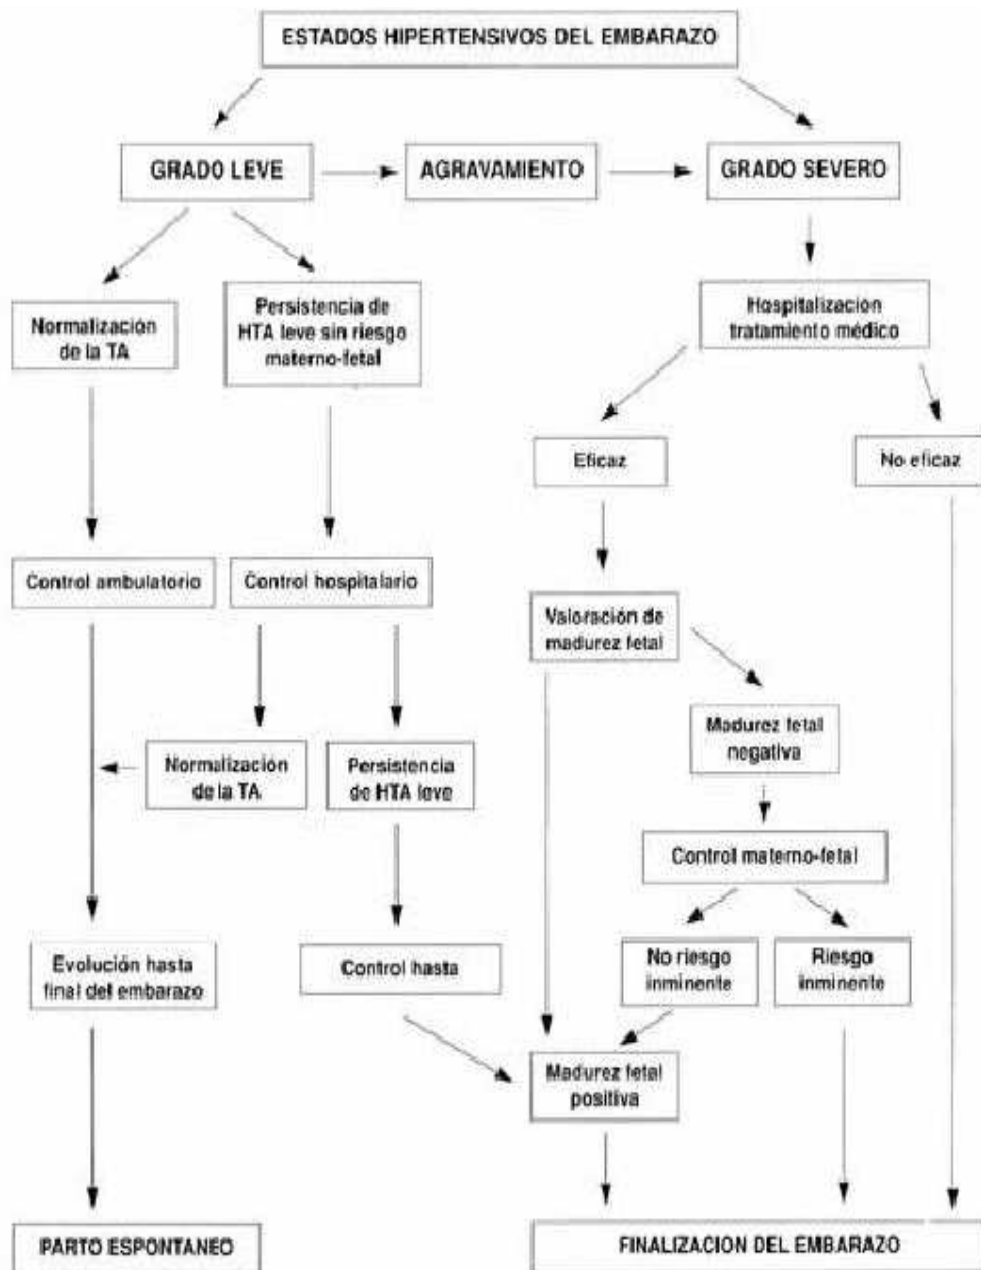 ESTADOS HIPERTENSIVOS DEL EMBARAZO
GRADO LEVE
AGRAVAMIENTO
GRADO SEVERO
Normalización
de la TA
Persistencia de
HTA leve sin riesgo
materno-fetal
Hospitalización
tratamiento médico
Eficaz
No eficaz
Control ambulatorio
Control hospitalario
Valoración de
madurez fetal
Normalización
de la TA
Persistencia
de HTA leve
Madurez fetal
negativa
Control materno-fetal
Evolución hasta
final del embarazo
Control hasta
No riesgo
inminente
Riesgo
inminente
Madurez fetal
positiva
PARTO ESPONTANEO
FINALIZACION DEL EMBARAZO